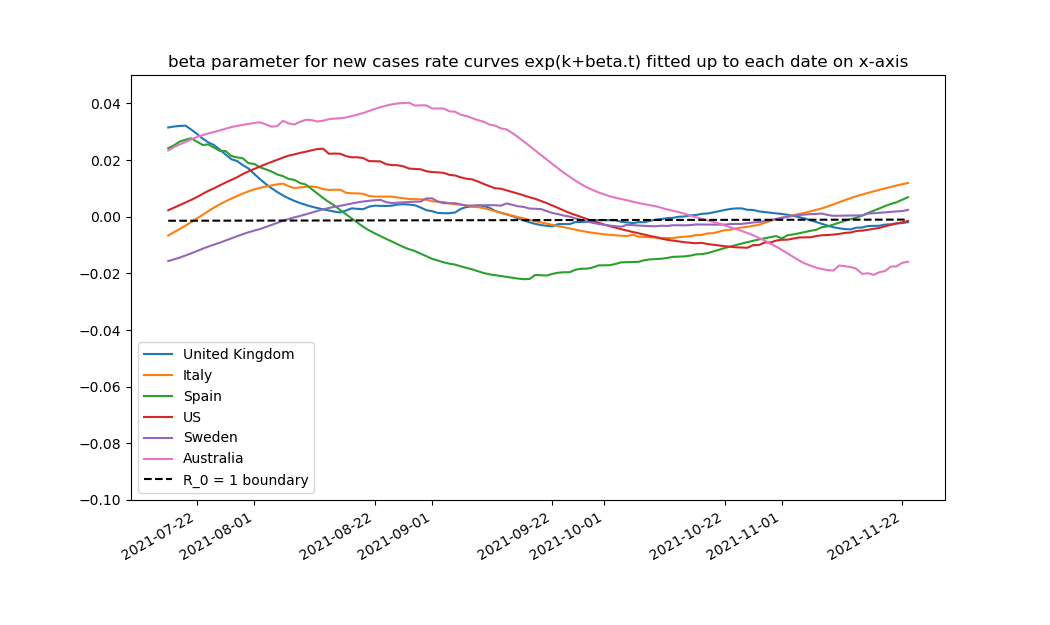 beta parameter for new cases rate curves exp(k+beta.t) fitted up to each date on x-axis
0.04
0.02
0.00
−0.02
−0.04
−0.06
−0.08
−0.10
United Kingdom
Italy
Spain
US
Sweden
Australia
R_0 = 1 boundary
2021-07-22
2021-08-01
2021-08-22
2021-09-01
2021-09-22
2021-10-01
2021-10-22
2021-11-01
2021-11-22